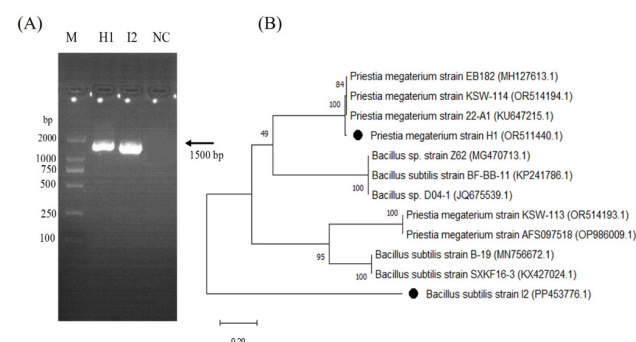 (A)
(B)
M H1 I2 NC
bp
2000
1000
750
500
250
100
1500 bp
84
100
49
100
100
95
100
Priestia megaterium strain EB182 (MH127613.1)
Priestia megaterium strain KSW-114 (OR514194.1)
Priestia megaterium strain 22-A1 (KU647215.1)
Priestia megaterium strain H1 (OR511440.1)
Bacillus sp. strain Z62 (MG470713.1)
Bacillus subtilis strain BF-BB-11 (KP241786.1)
Bacillus sp. D04-1 (JQ675539.1)
Priestia megaterium strain KSW-113 (OR514193.1)
Priestia megaterium strain AFS097518 (OP986009.1)
Bacillus subtilis strain B-19 (MN756672.1)
Bacillus subtilis strain SXKF16-3 (KX427024.1)
Bacillus subtilis strain I2 (PP453776.1)
0.20